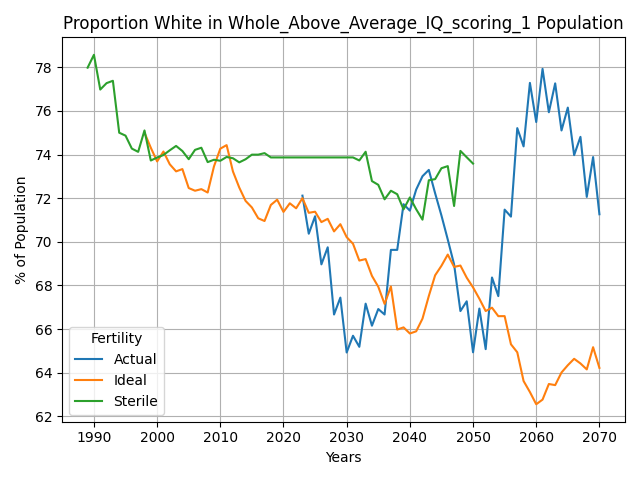 Proportion White in Whole_Above_Average_IQ_scoring_1 Population
% of Population
78
76
74
72
70
68
66
64
62
Fertility
Actual
Ideal
Sterile
1990 2000 2010 2020 2030 2040 2050 2060 2070
Years